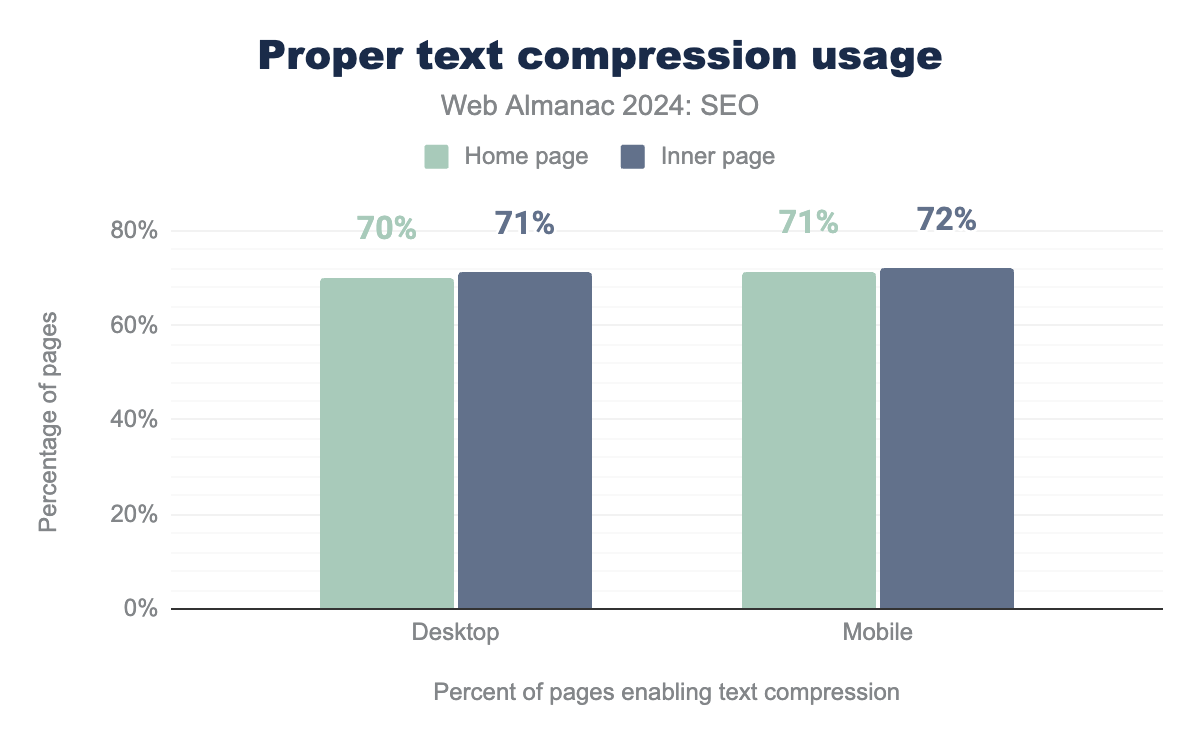 Proper text compression usage
Web Almanac 2024: SEO
Home page Inner page
Percentage of pages
80%
60%
40%
20%
0%
70% 71% 71% 72%
Desktop Mobile
Percent of pages enabling text compression